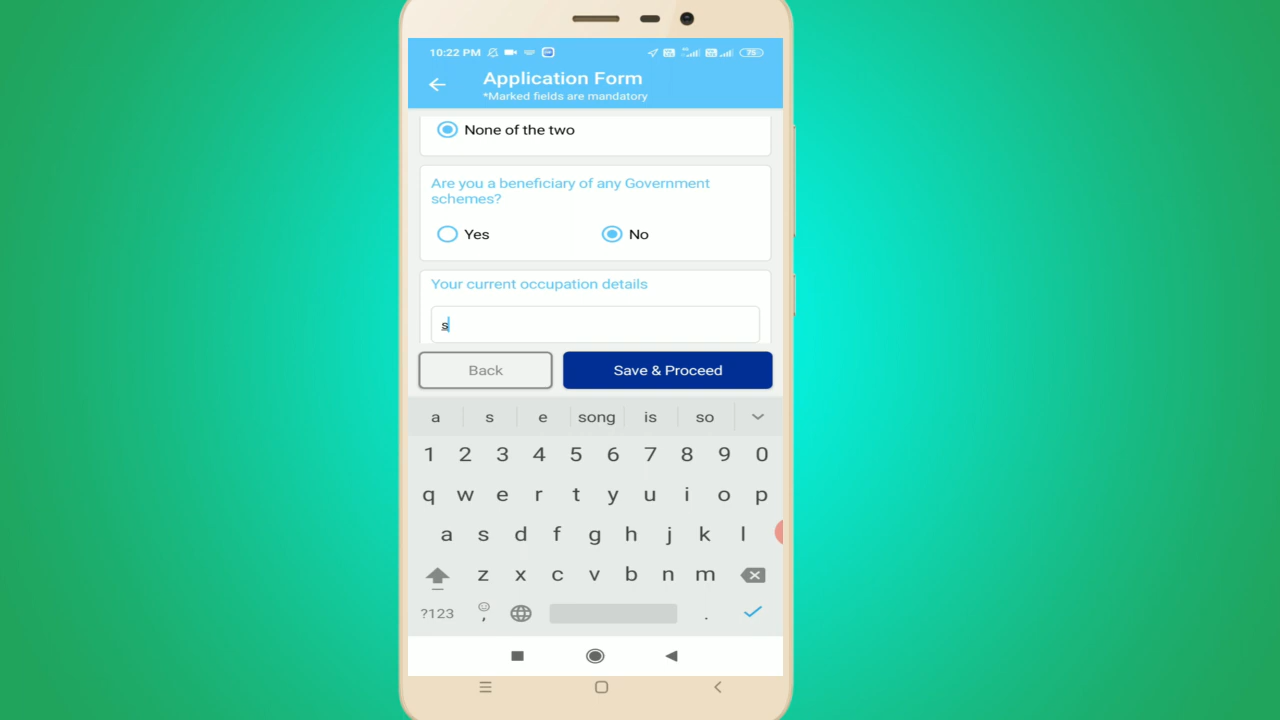 10:22 PM 75
Application Form
*Marked fields are mandatory
None of the two
Are you a beneficiary of any Government
schemes?
Yes No
Your current occupation details
s
Back Save & Proceed
a s e song is so
1 2 3 4 5 6 7 8 9 0
q w e r t y u i o p
a s d f g h j k l
z x c v b n m
?123 , .